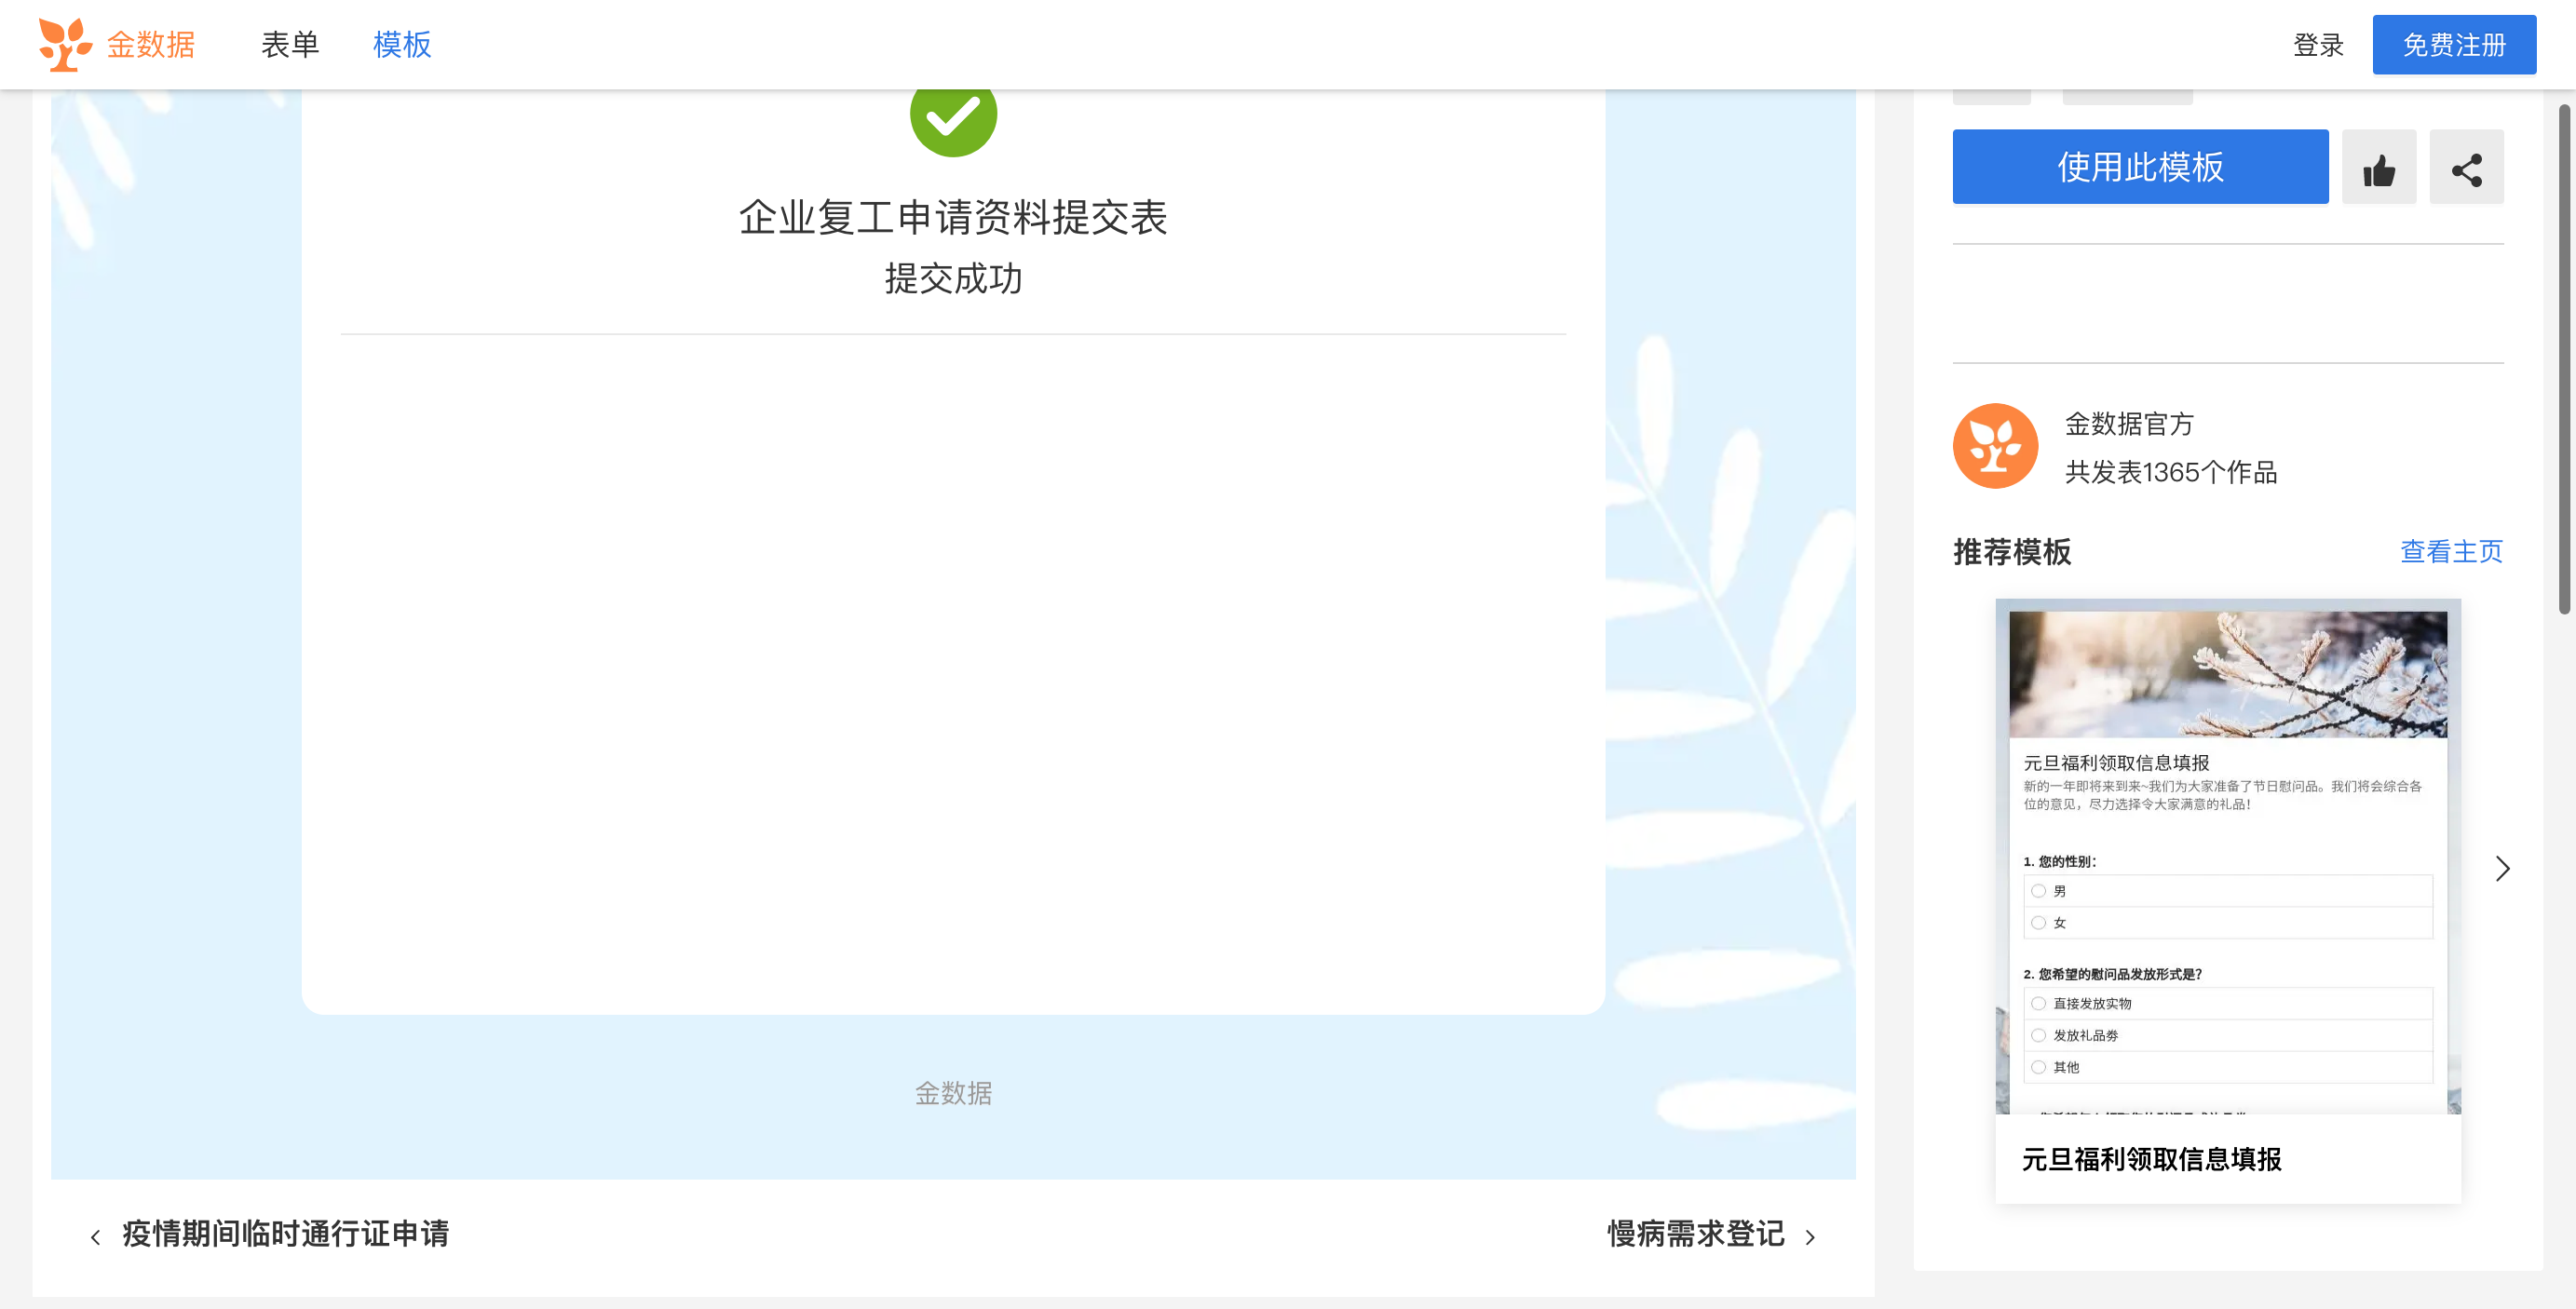 金数据
表单
模板
登录
免费注册
企业复工申请资料提交表
提交成功
金数据
疫情期间临时通行证申请
慢病需求登记
使用此模板
金数据官方
共发表1365个作品
推荐模板
查看主页
元旦福利领取信息填报
新的一年即将来到来~我们为大家准备了节日慰问品。我们将会综合各
位的意见，尽力选择令大家满意的礼品！
1. 您的性别：
男
女
2. 您希望的慰问品发放形式是？
直接发放实物
发放礼品券
其他
元旦福利领取信息填报